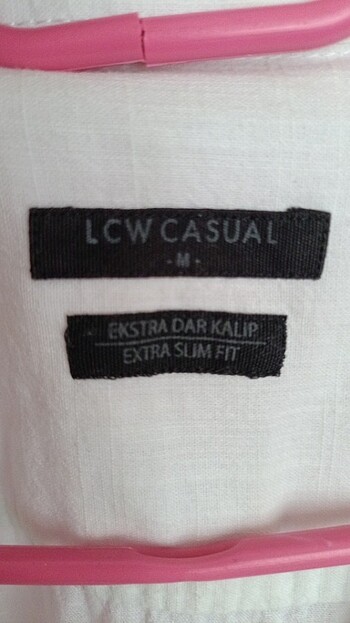 LCW CASUAL
- M -
EKSTRA DAR KALIP
EXTRA SLIM FIT